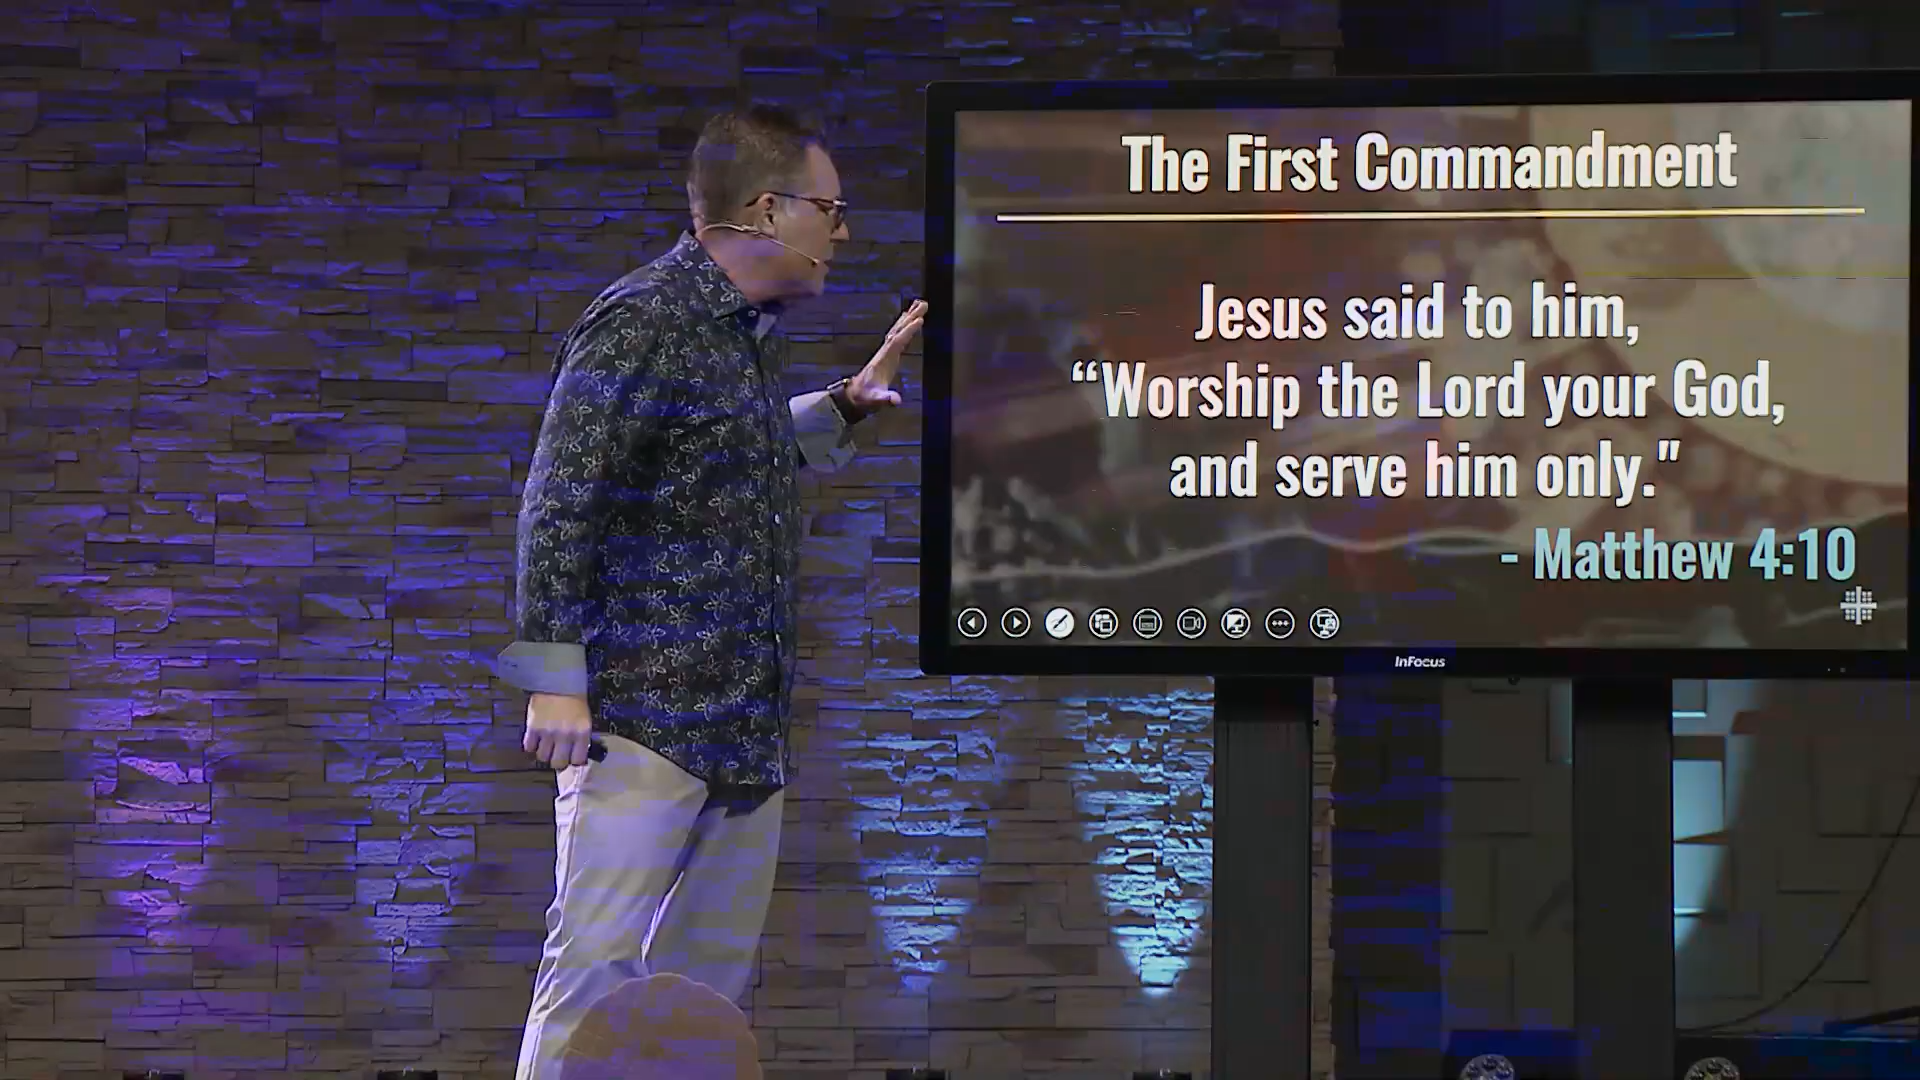 The First Commandment
Jesus said to him,
“Worship the Lord your God,
and serve him only."
- Matthew 4:10
InFocus